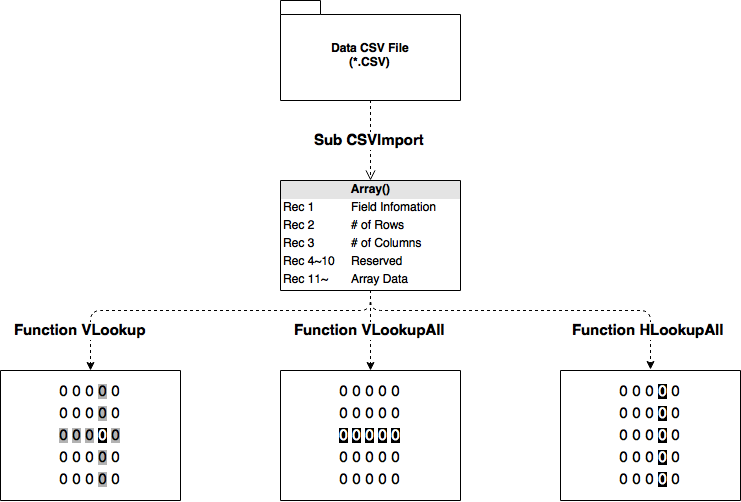 Data CSV File
(*.CSV)
Sub CSVImport
Array()
Rec 1 Field Infomation
Rec 2 # of Rows
Rec 3 # of Columns
Rec 4~10 Reserved
Rec 11~ Array Data
Function VLookup Function VLookupAll Function HLookupAll
0 0 0 0 0 0 0 0 0 0 0 0 0 0 0
0 0 0 0 0 0 0 0 0 0 0 0 0 0 0
0 0 0 0 0 0 0 0 0 0 0 0 0 0 0
0 0 0 0 0 0 0 0 0 0 0 0 0 0 0
0 0 0 0 0 0 0 0 0 0 0 0 0 0 0